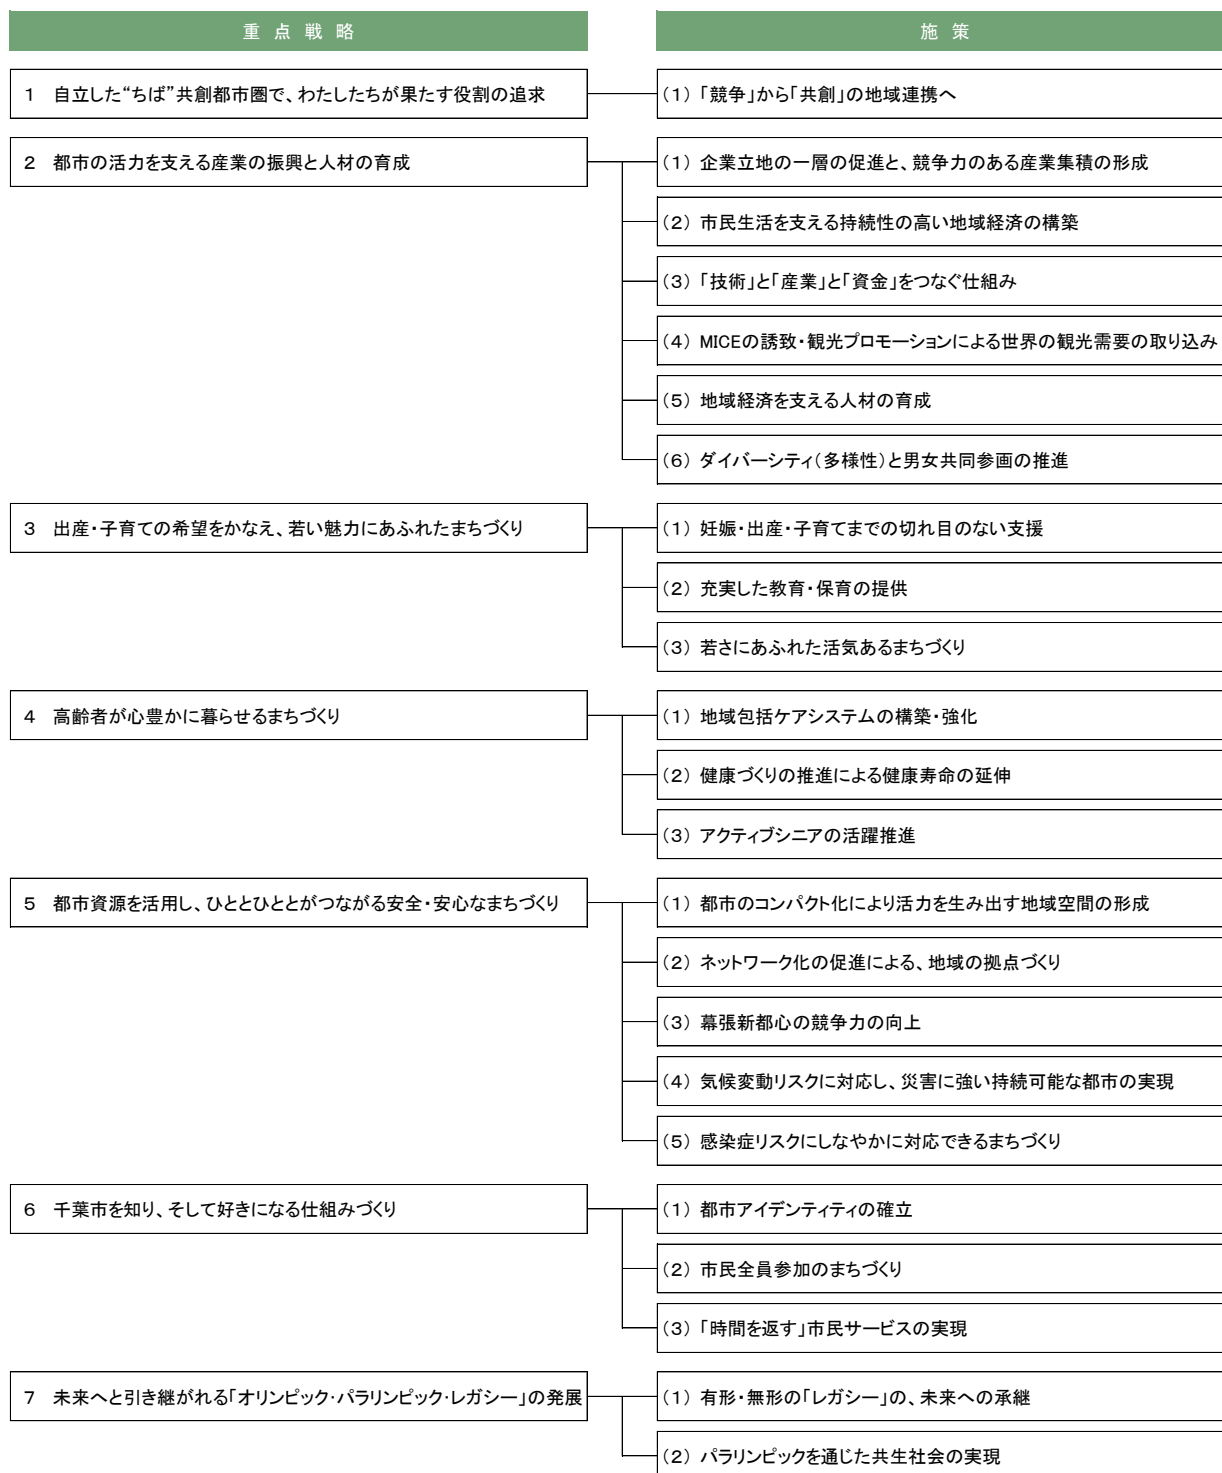 重点戦略
施策
1 自立した“ちば”共創都市圏で、わたしたちが果たす役割の追求
(1)「競争」から「共創」の地域連携へ
2 都市の活力を支える産業の振興と人材の育成
(1) 企業立地の一層の促進と、競争力のある産業集積の形成
(2) 市民生活を支える持続性の高い地域経済の構築
(3)「技術」と「産業」と「資金」をつなぐ仕組み
(4) MICEの誘致・観光プロモーションによる世界の観光需要の取り込み
(5) 地域経済を支える人材の育成
(6) ダイバーシティ(多様性)と男女共同参画の推進
3 出産・子育ての希望をかなえ、若い魅力にあふれたまちづくり
(1) 妊娠・出産・子育てまでの切れ目のない支援
(2) 充実した教育・保育の提供
(3) 若さにあふれた活気あるまちづくり
4 高齢者が心豊かに暮らせるまちづくり
(1) 地域包括ケアシステムの構築・強化
(2) 健康づくりの推進による健康寿命の延伸
(3) アクティブシニアの活躍推進
5 都市資源を活用し、ひととひととがつながる安全・安心なまちづくり
(1) 都市のコンパクト化により活力を生み出す地域空間の形成
(2) ネットワーク化の促進による、地域の拠点づくり
(3) 幕張新都心の競争力の向上
(4) 気候変動リスクに対応し、災害に強い持続可能な都市の実現
(5) 感染症リスクにしなやかに対応できるまちづくり
6 千葉市を知り、そして好きになる仕組みづくり
(1) 都市アイデンティティの確立
(2) 市民全員参加のまちづくり
(3)「時間を返す」市民サービスの実現
7 未来へと引き継がれる「オリンピック・パラリンピック・レガシー」の発展
(1) 有形・無形の「レガシー」の、未来への承継
(2) パラリンピックを通じた共生社会の実現